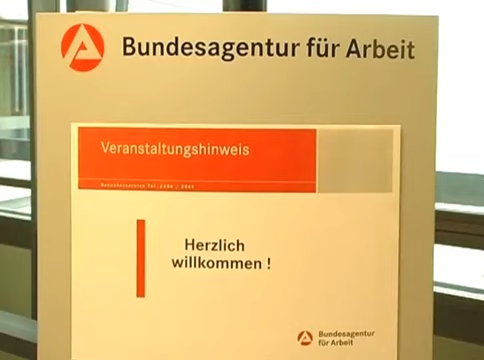 Bundesagentur für Arbeit
Veranstaltungshinweis
Herzlich
willkommen !
Bundesagentur
für Arbeit